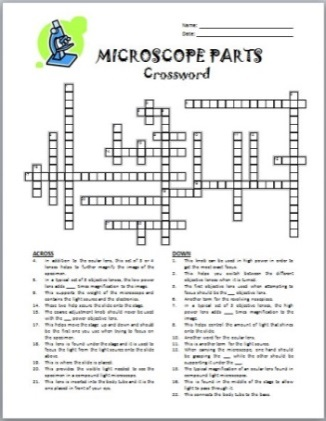 Name:
Date:
MICROSCOPE PARTS
Crossword
ACROSS
4. In addition to the ocular lens, the set of 3 or 4
lenses helps to further magnify the image of the
specimen.
6. In a typical set of 3 objective lenses, the low power
lens adds ___ times magnification to the image.
This supports the weight of the microscope and
contains the light source and the diaphragm.
14. These two help secure the slide onto the stage.
The coarse adjustment knob should never be used
with the ___ power objective lens.
17. This helps move the stage up and down and should
be the first one you use when trying to focus on
the specimen.
18. This lens is found under the stage and it is used to
focus the light from the light source onto the slide
above.
19. This is where the slide is placed.
20. This provides the visible light needed to see the
specimen in a compound light microscope.
21. This lens is inserted into the body tube and it is the
one placed in front of your eye.
DOWN
1. This knob can be used in high power in order to
get the most exact focus.
2. This helps you switch between the different
objective lenses when it is turned.
3. The first objective lens used when attempting to
focus should be the ___ objective lens.
Another term for the revolving nosepiece.
In a typical set of 3 objective lenses, the high
power lens adds ___ times magnification to the
image.
This helps control the amount of light that shines
onto the slide.
Another word for the ocular lens.
This is another term for the light source.
When carrying the microscope, one hand should
be grasping the ___ while the other should be
supporting it under the ___.
The typical magnification of an ocular lens found in
compound light microscopes.
This is found in the middle of the stage to allow
light to pass through it.
This connects the body tube to the base.